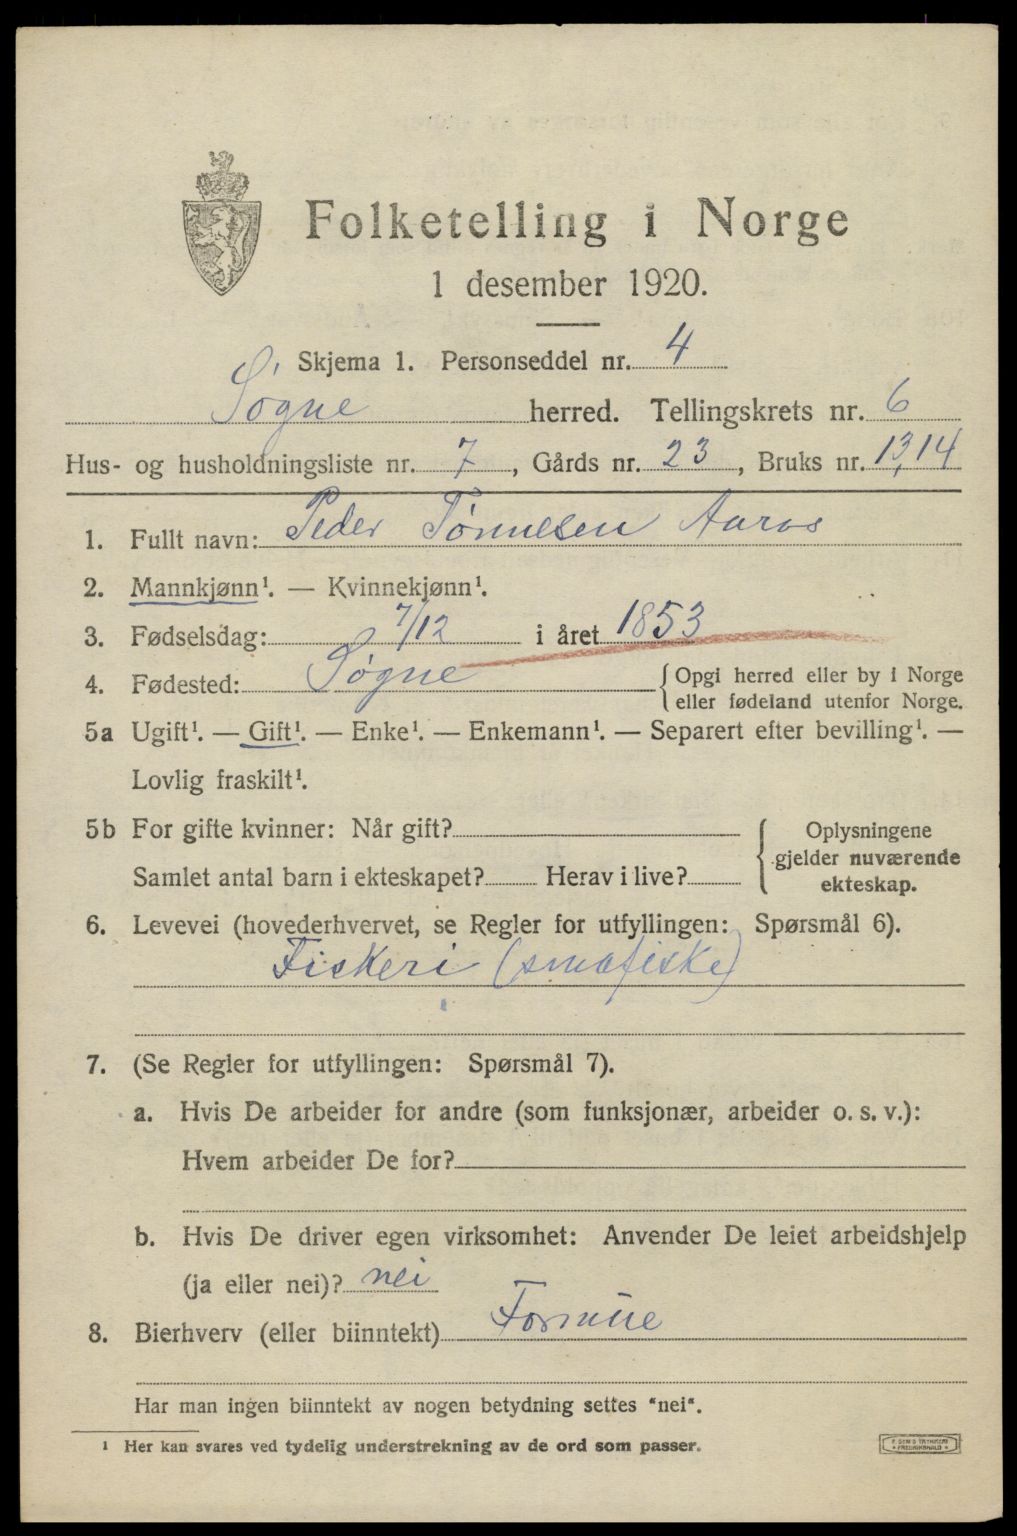 Folketelling i Norge
1 desember 1920.
Skjema 1. Personseddel nr. 4
Søgne herred. Tellingskrets nr. 6
Hus- og husholdningsliste nr. 7, Gårds nr. 23, Bruks nr. 13,14
1. Fullt navn: Peder Tønnesen Aaros
2. Mannkjønn¹. — Kvinnekjønn¹.
3. Fødselsdag: 7/12 i året 1853
4. Fødested: Søgne {Opgi herred eller by i Norge
eller fødeland utenfor Norge.
5a Ugift¹. — Gift¹. — Enke¹. — Enkemann¹. — Separert efter bevilling¹. —
Lovlig fraskilt¹.
5b For gifte kvinner: Når gift?
Samlet antal barn i ekteskapet? Herav i live?
{Oplysningene
gjelder nuværende
ekteskap.
6. Levevei (hovederhvervet, se Regler for utfyllingen: Spørsmål 6).
Fiskeri (småfiske)
7. (Se Regler for utfyllingen: Spørsmål 7).
a. Hvis De arbeider for andre (som funksjonær, arbeider o. s. v.):
Hvem arbeider De for?
b. Hvis De driver egen virksomhet: Anvender De leiet arbeidshjelp
(ja eller nei)? nei
8. Bierhverv (eller biinntekt) Formue
Har man ingen biinntekt av nogen betydning settes "nei".
¹ Her kan svares ved tydelig understrekning av de ord som passer.